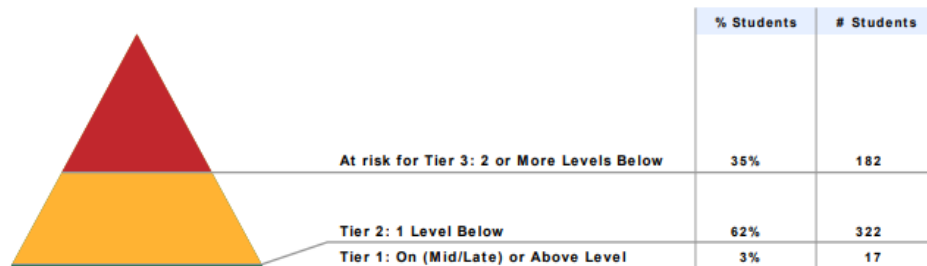 % Students # Students
At risk for Tier 3: 2 or More Levels Below 35% 182
Tier 2: 1 Level Below 62% 322
Tier 1: On (Mid/Late) or Above Level 3% 17